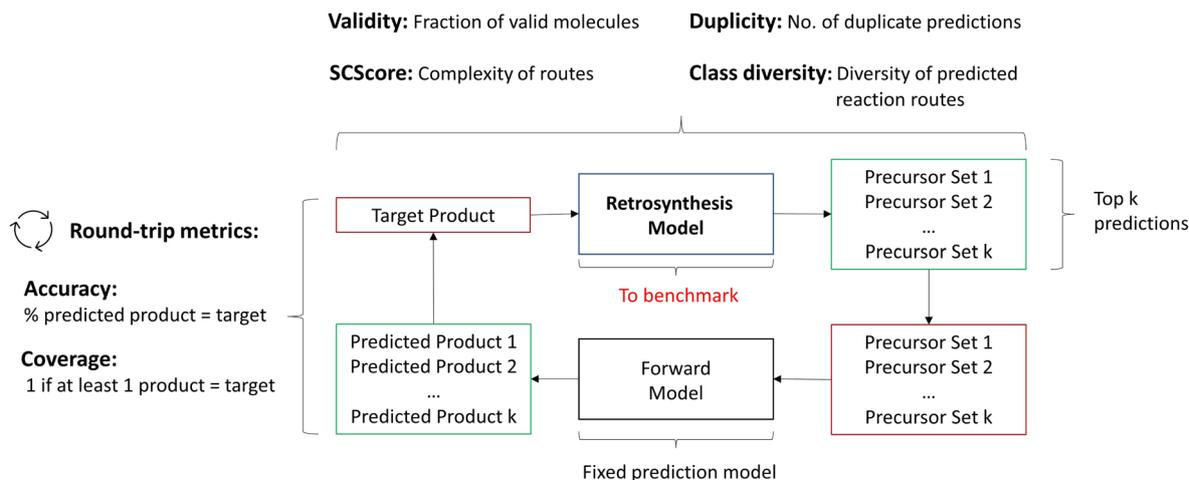 Validity: Fraction of valid molecules
Duplicity: No. of duplicate predictions
SCScore: Complexity of routes
Class diversity: Diversity of predicted
reaction routes
Target Product
Retrosynthesis
Model
To benchmark
Precursor Set 1
Precursor Set 2
...
Precursor Set k
Top k
predictions
Round-trip metrics:
Accuracy:
% predicted product = target
Coverage:
1 if at least 1 product = target
Predicted Product 1
Predicted Product 2
...
Predicted Product k
Forward
Model
Fixed prediction model
Precursor Set 1
Precursor Set 2
...
Precursor Set k